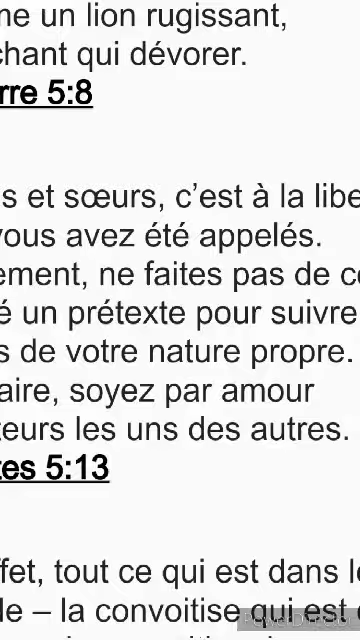 me un lion rugissant,
chant qui dévorer.
rre 5:8
s et sœurs, c’est à la libe
vous avez été appelés.
ement, ne faites pas de c
é un prétexte pour suivre
s de votre nature propre.
aire, soyez par amour
teurs les uns des autres.
tes 5:13
ffet, tout ce qui est dans l
de – la convoitise qui est